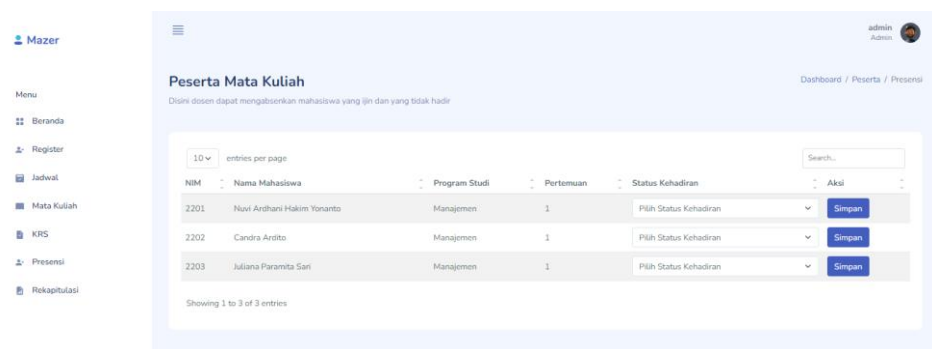 Mazer
admin
Admin
Peserta Mata Kuliah
Dashboard / Peserta / Presensi
Disini dosen dapat mengabsenkan mahasiswa yang ijin dan yang tidak hadir
Menu
Beranda
Register
Jadwal
Mata Kuliah
KRS
Presensi
Rekapitulasi
10 entries per page
Search...
NIM Nama Mahasiswa Program Studi Pertemuan Status Kehadiran Aksi
2201 Nuvi Ardhani Hakim Yonanto Manajemen 1 Pilih Status Kehadiran Simpan
2202 Candra Ardito Manajemen 1 Pilih Status Kehadiran Simpan
2203 Juliana Paramita Sari Manajemen 1 Pilih Status Kehadiran Simpan
Showing 1 to 3 of 3 entries